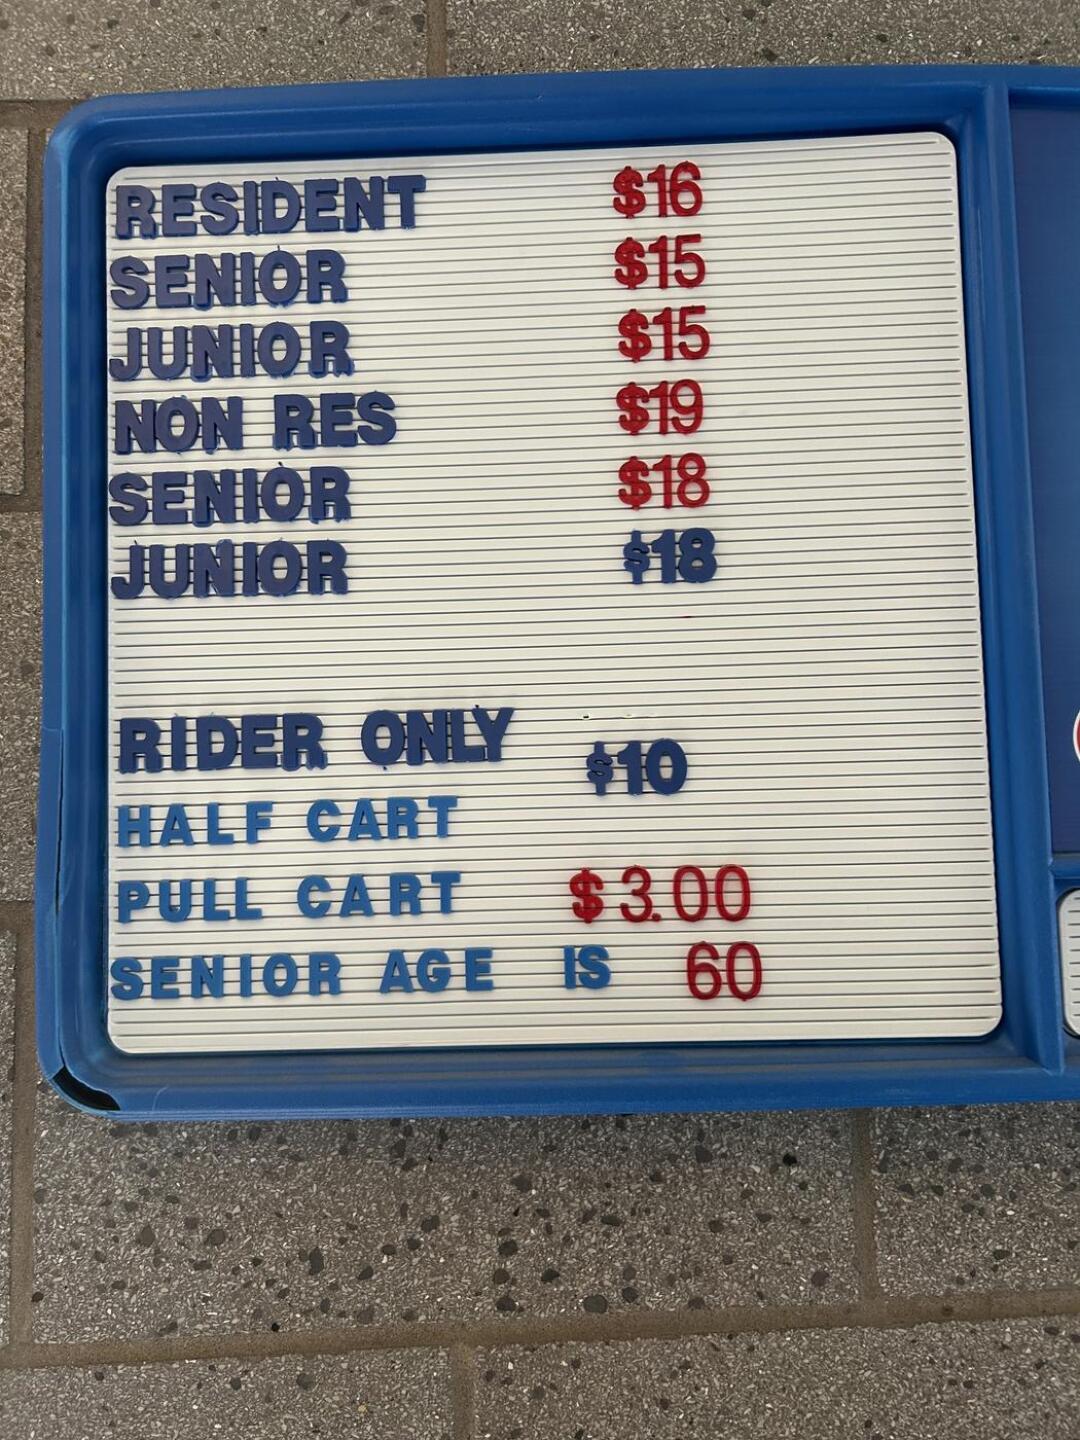 RESIDENT $16
SENIOR $15
JUNIOR $15
NON RES $19
SENIOR $18
JUNIOR $18
RIDER ONLY $10
HALF CART
PULL CART $3.00
SENIOR AGE IS 60